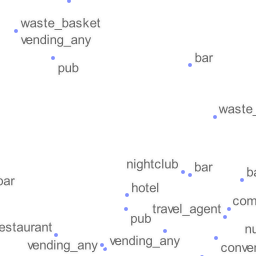 waste_basket
vending_any
pub
bar
waste_
nightclub
bar
bar
ba
hotel
com
travel_agent
pub
estaurant
nu
vending_any
vending_any
conver